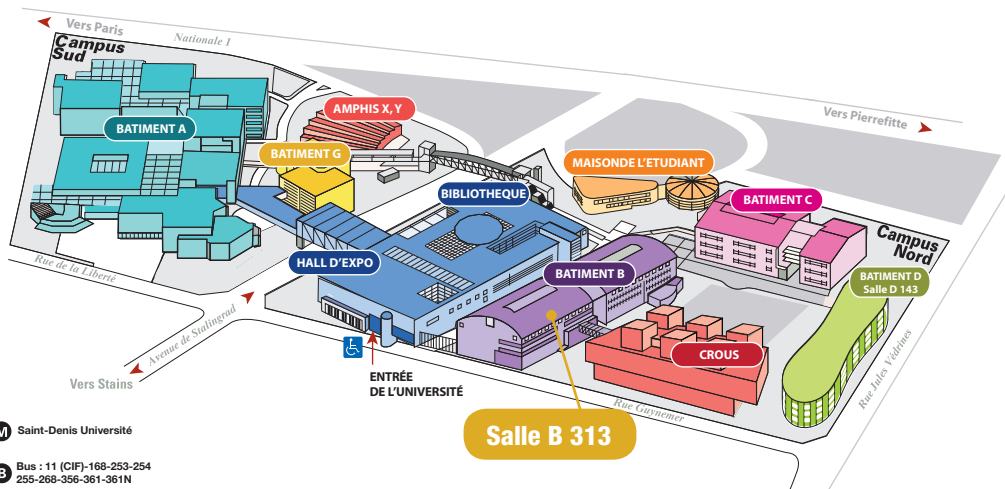 Vers Paris
Nationale 1
Campus
Sud
AMPHIS X, Y
Vers Pierrefitte
BATIMENT A
BATIMENT G
MAISONDE L'ETUDIANT
BIBLIOTHEQUE
BATIMENT C
Campus
Nord
HALL D'EXPO
BATIMENT B
BATIMENT D
Salle D 143
Rue de la Liberté
Avenue de Stalingrad
CROUS
Rue Jules Védrines
Vers Stains
ENTRÉE
DE L'UNIVERSITÉ
Rue Guynemer
Salle B 313
M Saint-Denis Université
B Bus : 11 (CIF)-168-253-254
255-268-356-361-361N